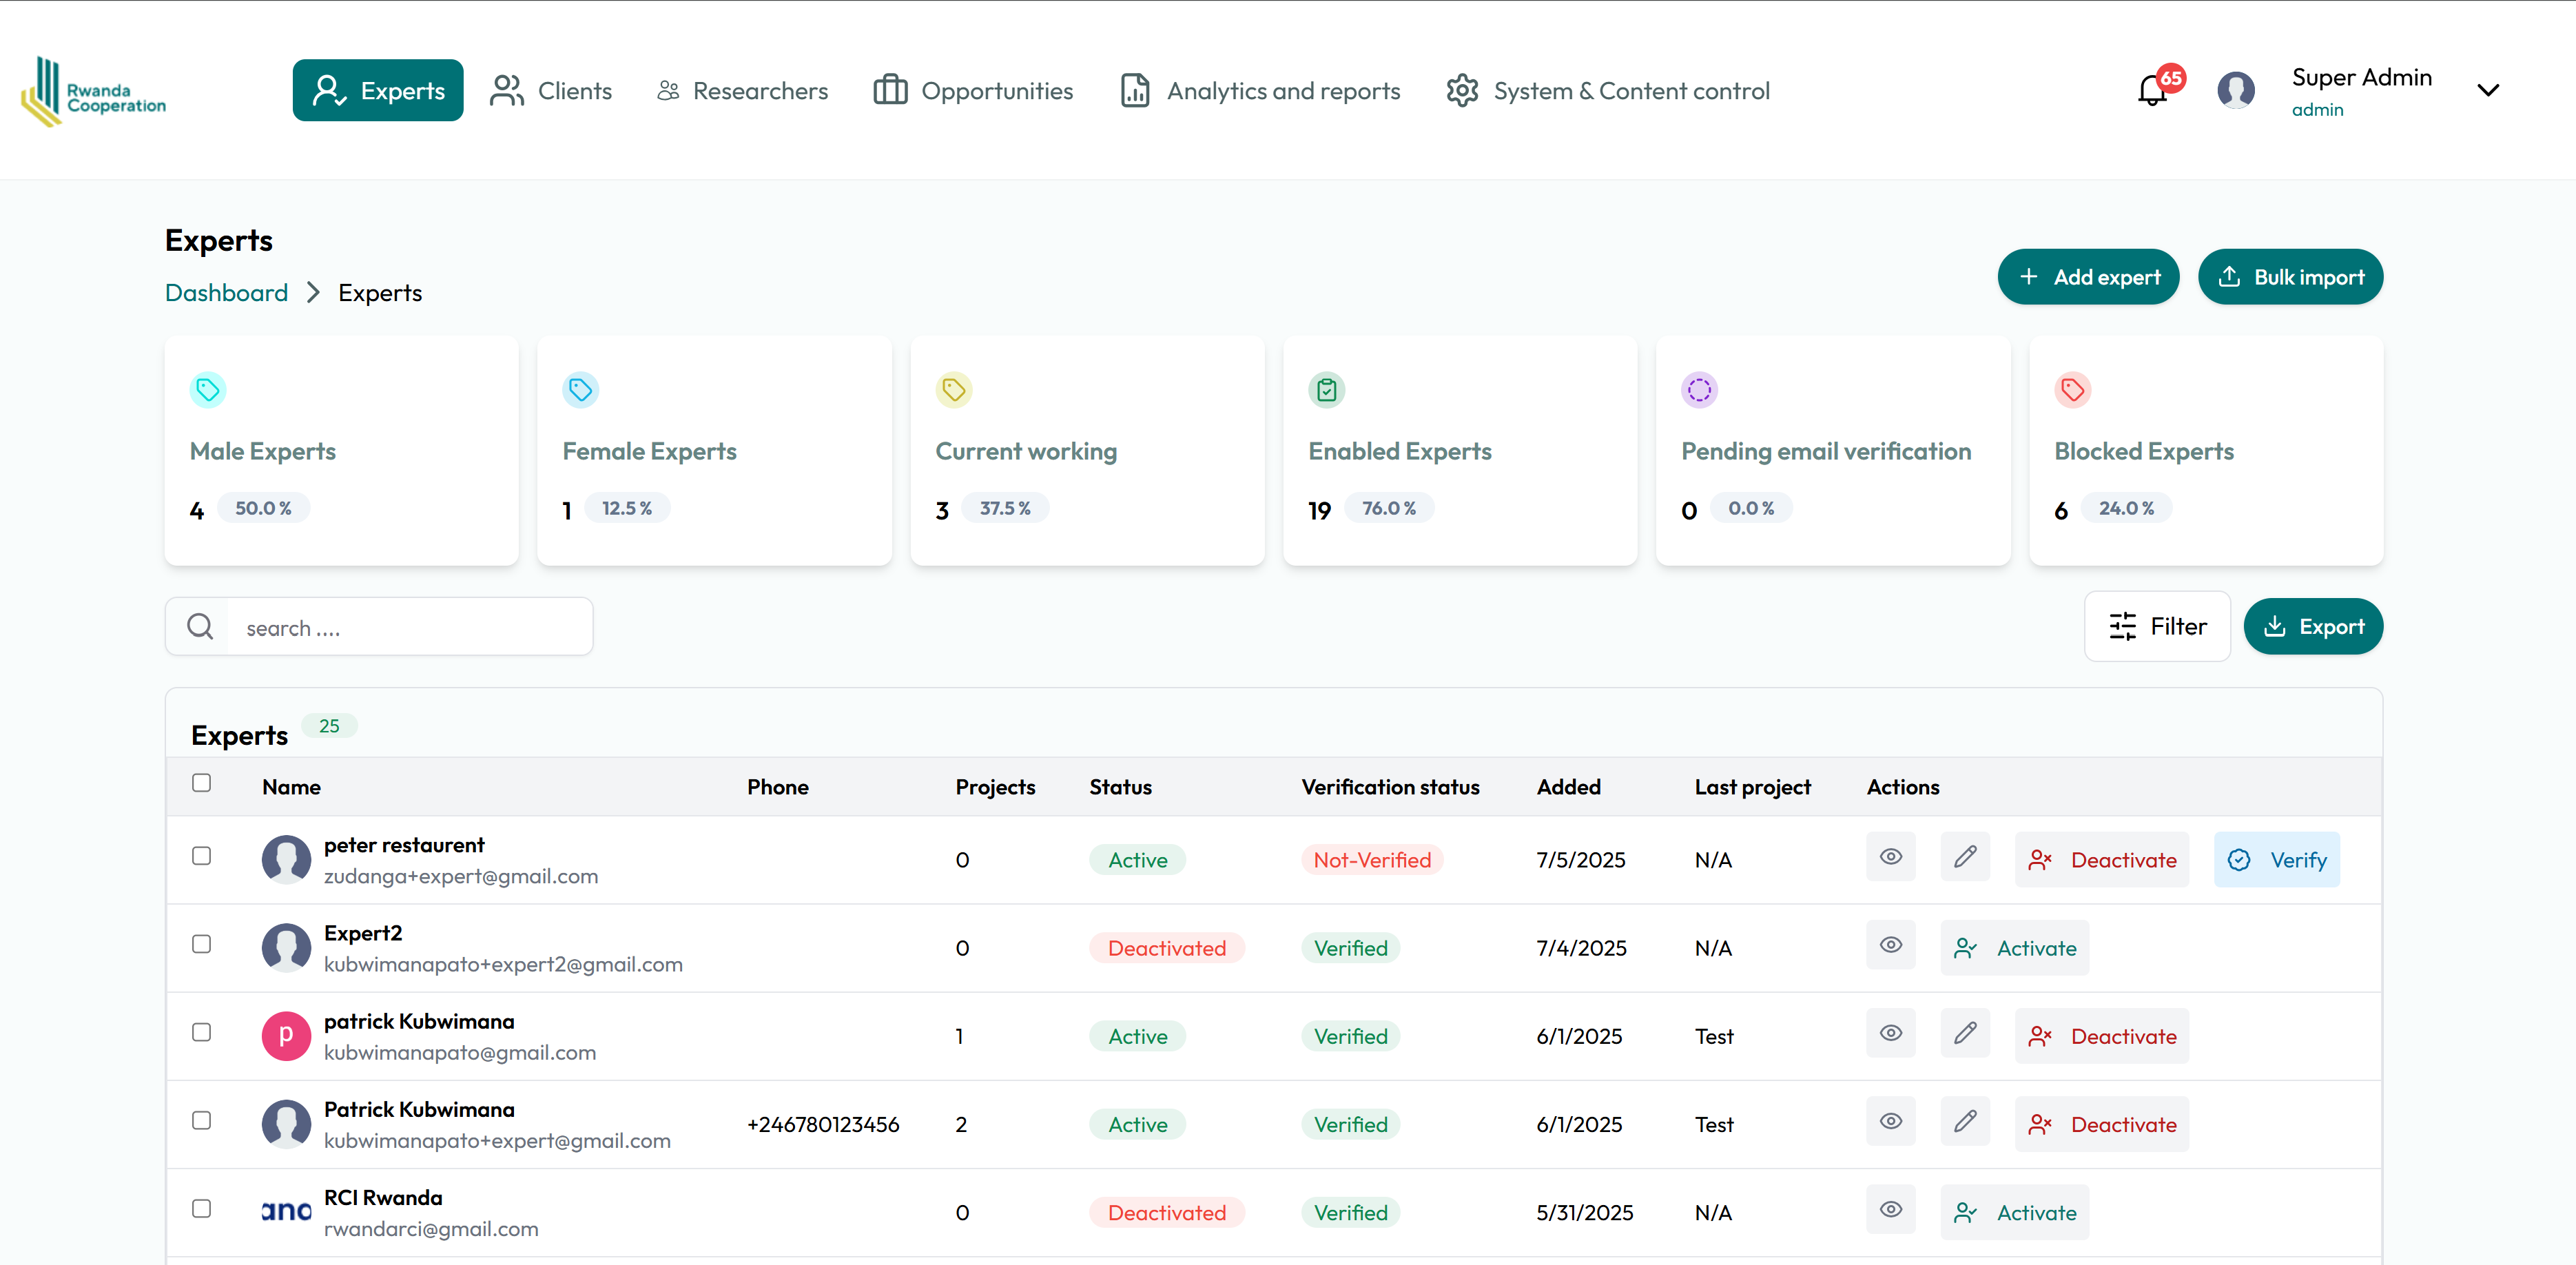 Rwanda
Cooperation
Experts
Clients
Researchers
Opportunities
Analytics and reports
System & Content control
65
Super Admin
admin
Experts
Dashboard > Experts
+ Add expert
Bulk import
Male Experts
4 50.0 %
Female Experts
1 12.5 %
Current working
3 37.5 %
Enabled Experts
19 76.0 %
Pending email verification
0 0.0 %
Blocked Experts
6 24.0 %
search ....
Filter
Export
Experts 25
Name Phone Projects Status Verification status Added Last project Actions
peter restaurent
zudanga+expert@gmail.com
0 Active Not-Verified 7/5/2025 N/A Deactivate Verify
Expert2
kubwimanapato+expert2@gmail.com
0 Deactivated Verified 7/4/2025 N/A Activate
p
patrick Kubwimana
kubwimanapato@gmail.com
1 Active Verified 6/1/2025 Test Deactivate
Patrick Kubwimana
kubwimanapato+expert@gmail.com
+246780123456 2 Active Verified 6/1/2025 Test Deactivate
RCI Rwanda
rwandarci@gmail.com
0 Deactivated Verified 5/31/2025 N/A Activate